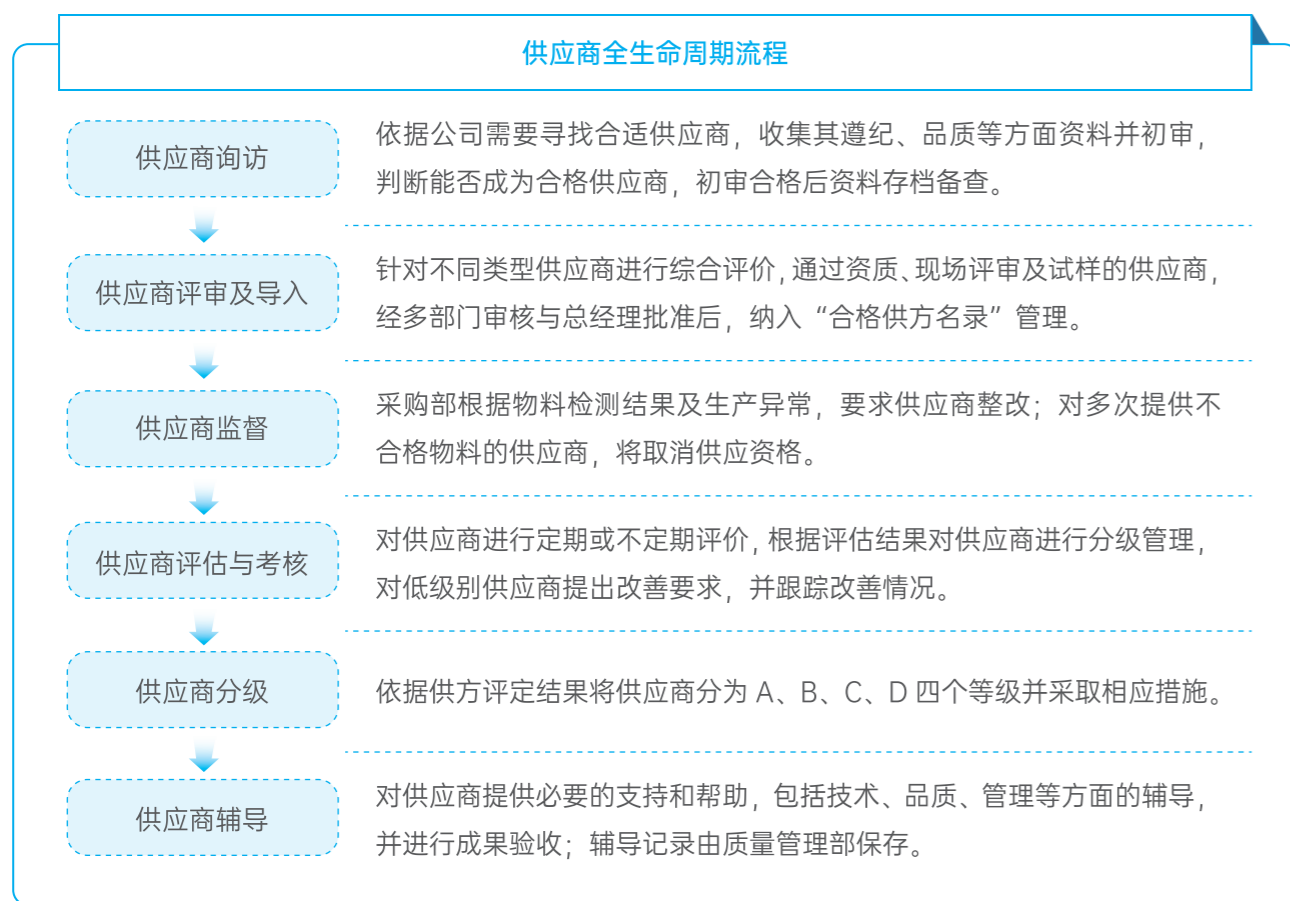 供应商全生命周期流程
供应商询访
依据公司需要寻找合适供应商，收集其遵纪、品质等方面资料并初审，
判断能否成为合格供应商，初审合格后资料存档备查。
供应商评审及导入
针对不同类型供应商进行综合评价，通过资质、现场评审及试样的供应商，
经多部门审核与总经理批准后，纳入“合格供方名录”管理。
供应商监督
采购部根据物料检测结果及生产异常，要求供应商整改；对多次提供不
合格物料的供应商，将取消供应资格。
供应商评估与考核
对供应商进行定期或不定期评价，根据评估结果对供应商进行分级管理，
对低级别供应商提出改善要求，并跟踪改善情况。
供应商分级
依据供方评定结果将供应商分为 A、B、C、D 四个等级并采取相应措施。
供应商辅导
对供应商提供必要的支持和帮助，包括技术、品质、管理等方面的辅导，
并进行成果验收；辅导记录由质量管理部保存。